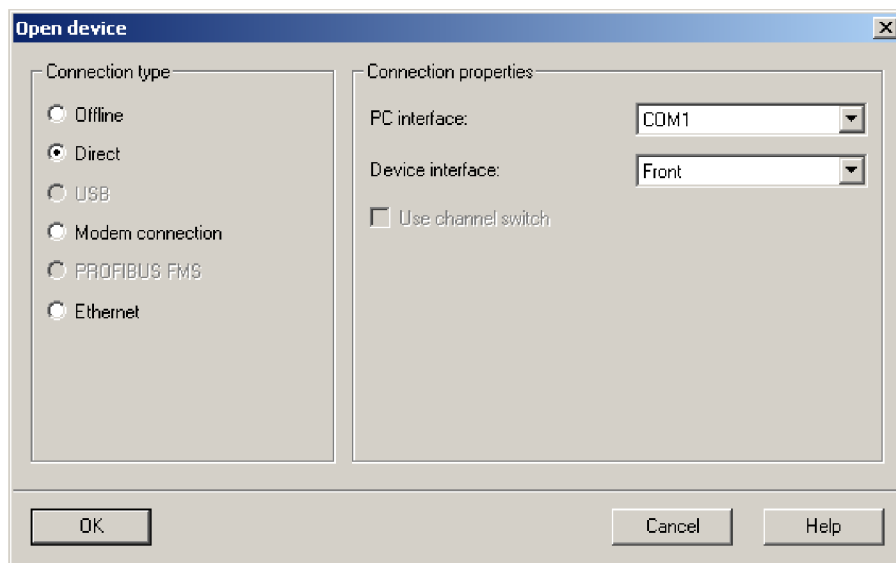 Open device
Connection type
Offline
Direct
USB
Modem connection
PROFIBUS FMS
Ethernet
Connection properties
PC interface: COM1
Device interface: Front
Use channel switch
OK Cancel Help